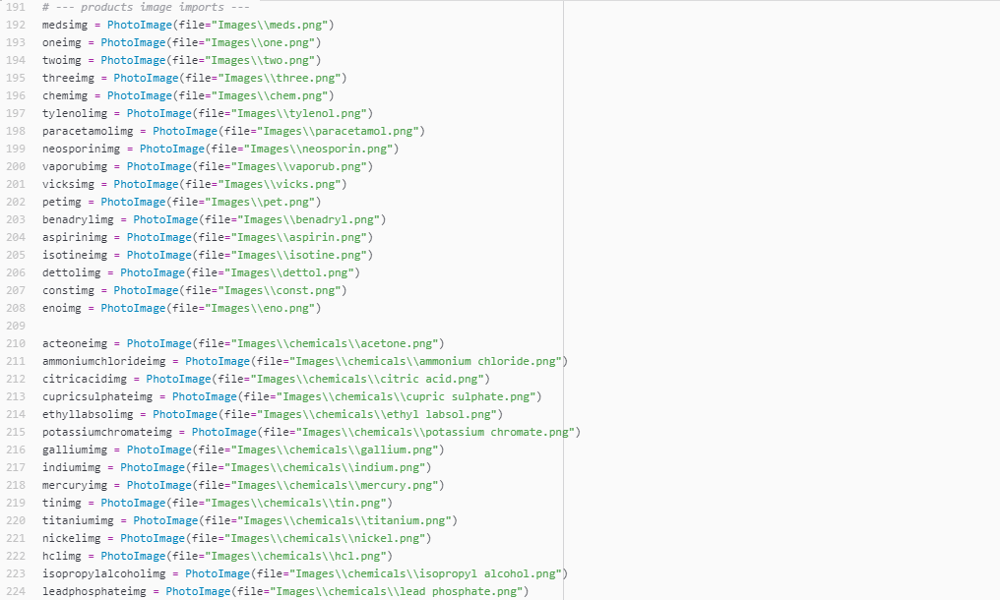 191 # --- products image imports ---
192 medsimg = PhotoImage(file="Images\\meds.png")
193 oneimg = PhotoImage(file="Images\\one.png")
194 twoimg = PhotoImage(file="Images\\two.png")
195 threeimg = PhotoImage(file="Images\\three.png")
196 chemimg = PhotoImage(file="Images\\chem.png")
197 tylenolimg = PhotoImage(file="Images\\tylenol.png")
198 paracetamolimg = PhotoImage(file="Images\\paracetamol.png")
199 neosporinimg = PhotoImage(file="Images\\neosporin.png")
200 vaporubimg = PhotoImage(file="Images\\vaporub.png")
201 vicksimg = PhotoImage(file="Images\\vicks.png")
202 petimg = PhotoImage(file="Images\\pet.png")
203 benadrylimg = PhotoImage(file="Images\\benadryl.png")
204 aspirinimg = PhotoImage(file="Images\\aspirin.png")
205 isotineimg = PhotoImage(file="Images\\isotine.png")
206 dettolimg = PhotoImage(file="Images\\dettol.png")
207 constimg = PhotoImage(file="Images\\const.png")
208 enoimg = PhotoImage(file="Images\\eno.png")
209
210 acteoneimg = PhotoImage(file="Images\\chemicals\\acetone.png")
211 ammoniumchlorideimg = PhotoImage(file="Images\\chemicals\\ammonium chloride.png")
212 citricacidimg = PhotoImage(file="Images\\chemicals\\citric acid.png")
213 cupricsulphateimg = PhotoImage(file="Images\\chemicals\\cupric sulphate.png")
214 ethyllabsolimg = PhotoImage(file="Images\\chemicals\\ethyl labsol.png")
215 potassiumchromateimg = PhotoImage(file="Images\\chemicals\\potassium chromate.png")
216 galliumimg = PhotoImage(file="Images\\chemicals\\gallium.png")
217 indiumimg = PhotoImage(file="Images\\chemicals\\indium.png")
218 mercuryimg = PhotoImage(file="Images\\chemicals\\mercury.png")
219 tinimg = PhotoImage(file="Images\\chemicals\\tin.png")
220 titaniumimg = PhotoImage(file="Images\\chemicals\\titanium.png")
221 nickelimg = PhotoImage(file="Images\\chemicals\\nickel.png")
222 hclimg = PhotoImage(file="Images\\chemicals\\hcl.png")
223 isopropylalcoholimg = PhotoImage(file="Images\\chemicals\\isopropyl alcohol.png")
224 leadphosphateimg = PhotoImage(file="Images\\chemicals\\lead phosphate.png")